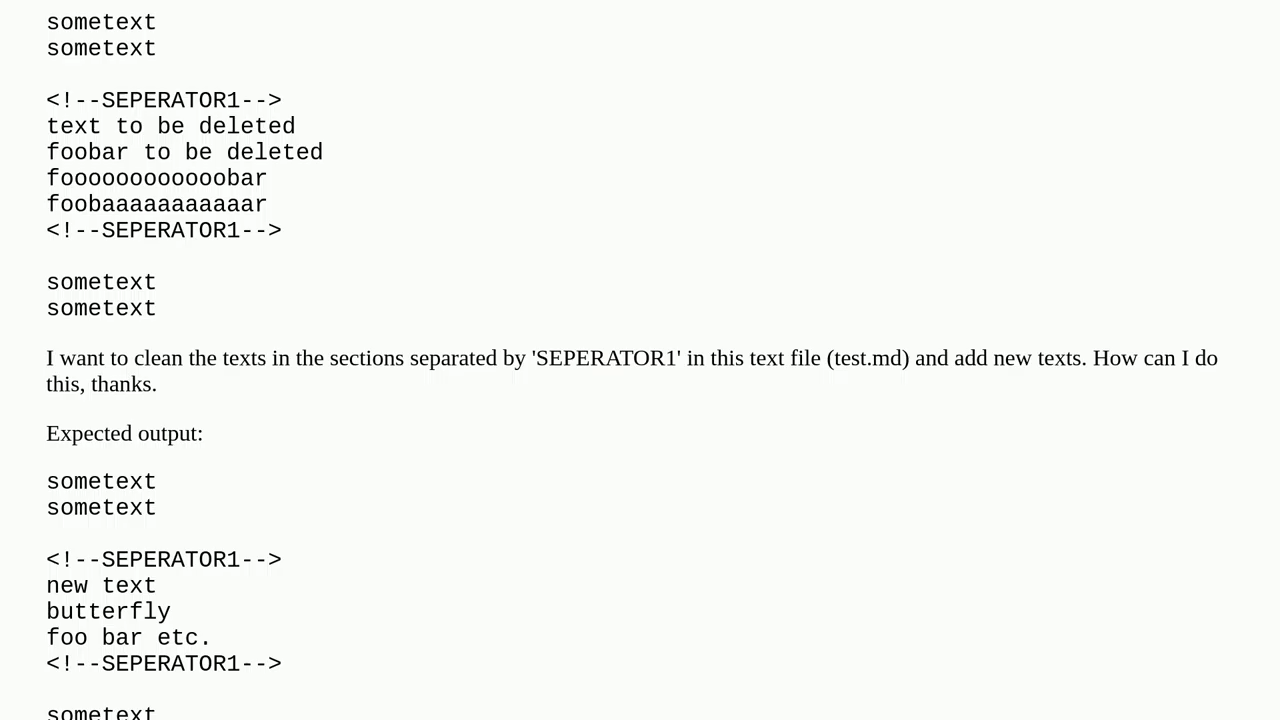 sometext
sometext
<!--SEPERATOR1-->
text to be deleted
foobar to be deleted
foooooooooooobar
foobaaaaaaaaaaar
<!--SEPERATOR1-->
sometext
sometext
I want to clean the texts in the sections separated by 'SEPERATOR1' in this text file (test.md) and add new texts. How can I do
this, thanks.
Expected output:
sometext
sometext
<!--SEPERATOR1-->
new text
butterfly
foo bar etc.
<!--SEPERATOR1-->
sometext